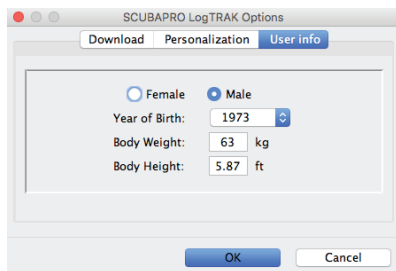 SCUBAPRO LogTRAK Options
Download Personalization User info
Female Male
Year of Birth: 1973
Body Weight: 63 kg
Body Height: 5.87 ft
OK Cancel